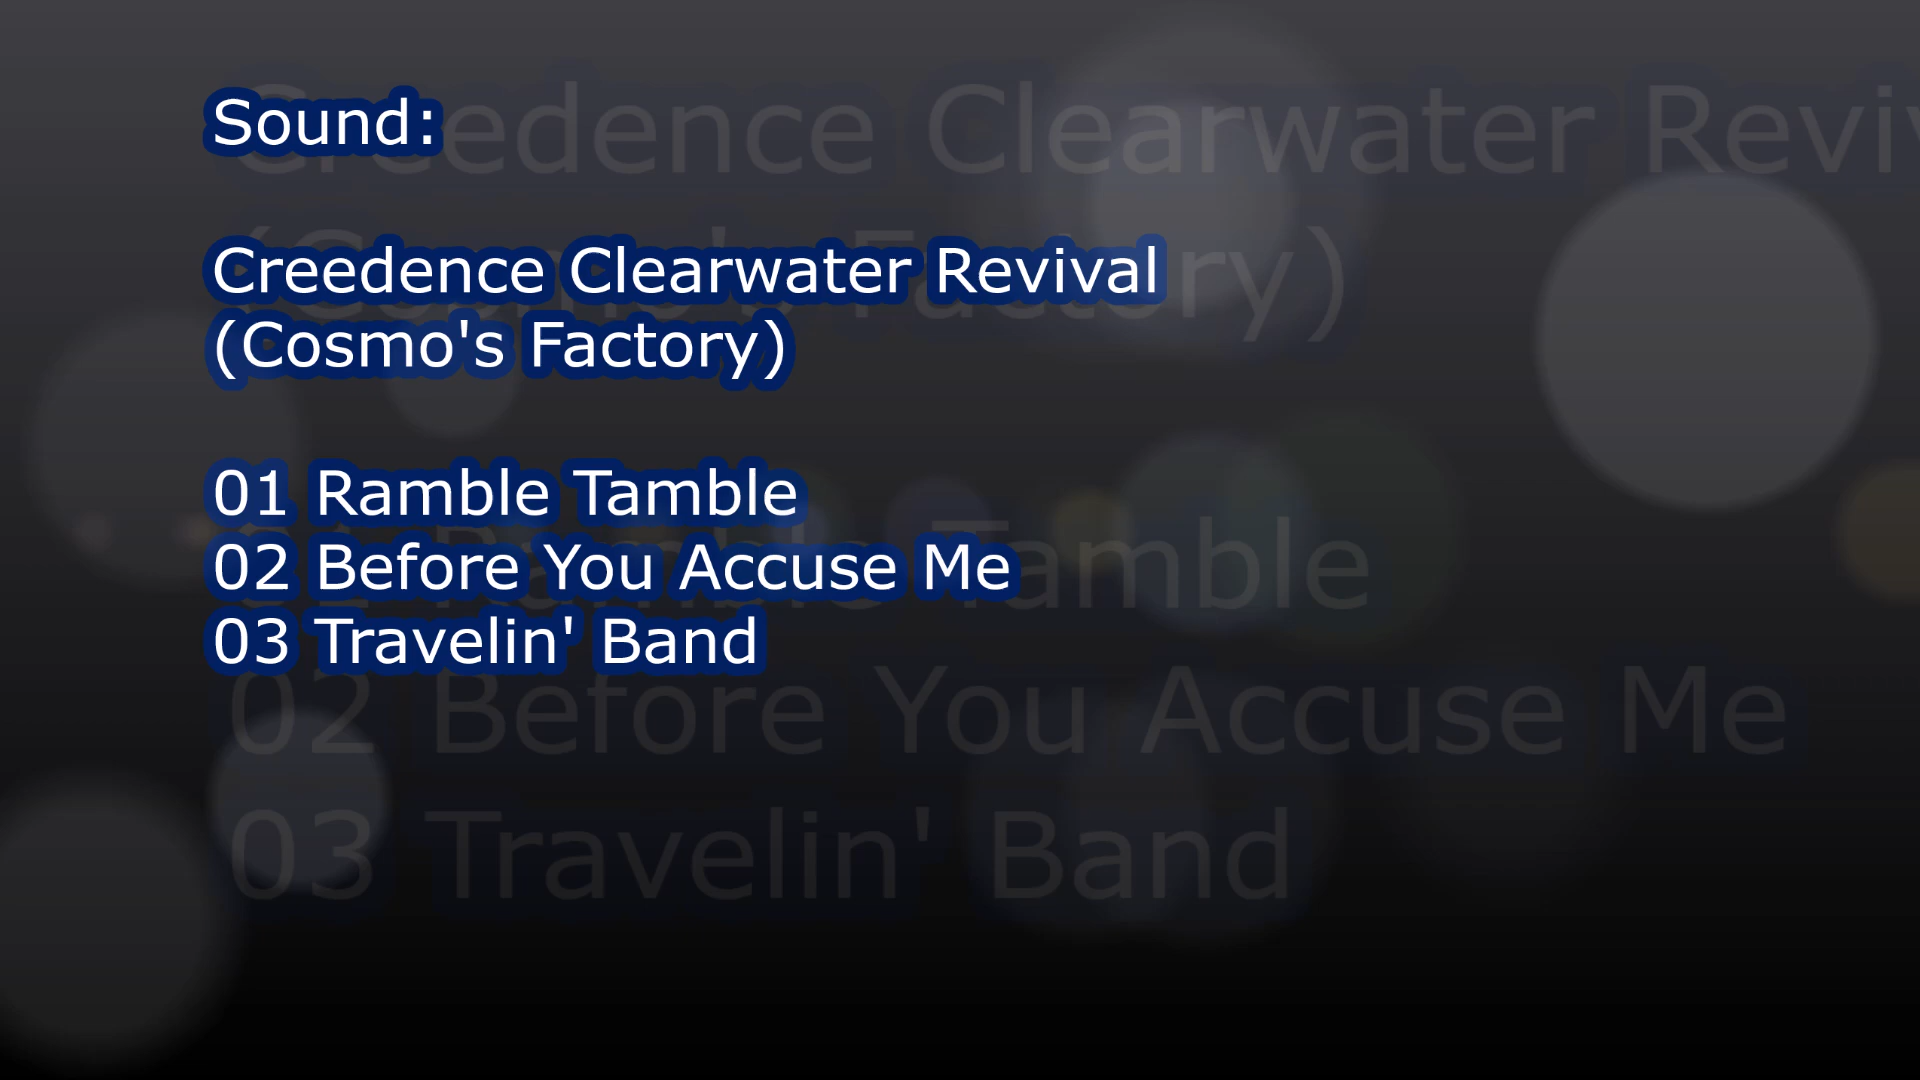 Sound:
Creedence Clearwater Revival
(Cosmo's Factory)
01 Ramble Tamble
02 Before You Accuse Me
03 Travelin' Band